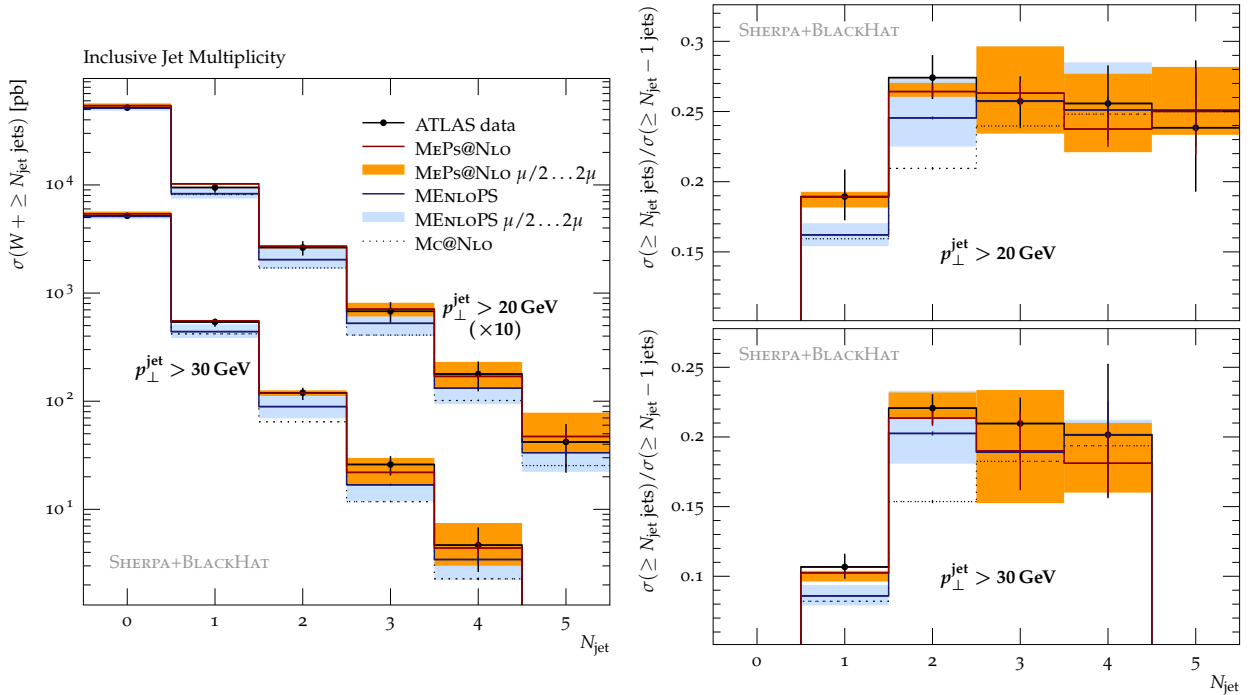 Inclusive Jet Multiplicity
σ(W + ≥ N_jet jets) [pb]
ATLAS data
MEPS@NLO
MEPS@NLO μ/2 . . . 2μ
MENLOPS
MENLOPS μ/2 . . . 2μ
MC@NLO
10^4
10^3
10^2
10^1
p_⊥^jet > 20 GeV
(×10)
p_⊥^jet > 30 GeV
SHERPA+BLACKHAT
0 1 2 3 4 5
N_jet
SHERPA+BLACKHAT
σ(≥ N_jet jets)/σ(≥ N_jet − 1 jets)
0.3
0.25
0.2
0.15
p_⊥^jet > 20 GeV
SHERPA+BLACKHAT
σ(≥ N_jet jets)/σ(≥ N_jet − 1 jets)
0.25
0.2
0.15
0.1
p_⊥^jet > 30 GeV
0 1 2 3 4 5
N_jet